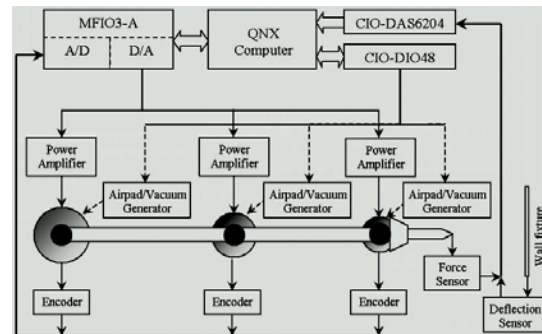 MFIO3-A
A/D
D/A
QNX
Computer
CIO-DAS6204
CIO-DIO48
Power
Amplifier
Power
Amplifier
Power
Amplifier
Airpad/Vacuum
Generator
Airpad/Vacuum
Generator
Airpad/Vacuum
Generator
Wall fixture
Force
Sensor
Encoder
Encoder
Encoder
Deflection
Sensor